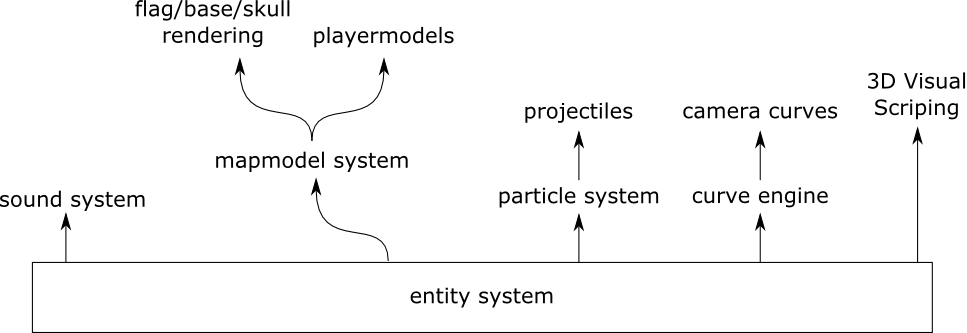 flag/base/skull
rendering
playermodels
3D Visual
Scriping
projectiles
camera curves
mapmodel system
sound system
particle system
curve engine
entity system